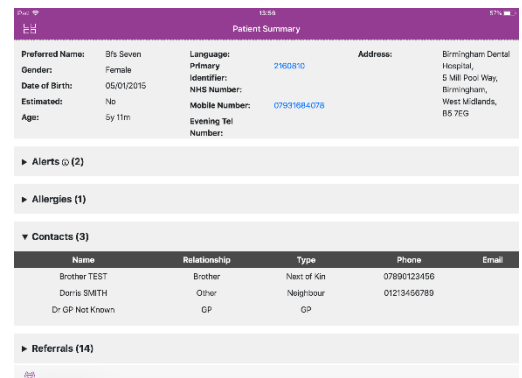 iPad 13:56 57%
Patient Summary
Preferred Name: Bfs Seven
Gender: Female
Date of Birth: 05/01/2015
Estimated: No
Age: 5y 11m
Language:
Primary Identifier: 2160810
NHS Number:
Mobile Number: 07931684078
Evening Tel Number:
Address: Birmingham Dental
Hospital,
5 Mill Pool Way,
Birmingham,
West Midlands,
B5 7EG
Alerts (2)
Allergies (1)
Contacts (3)
Name Relationship Type Phone Email
Brother TEST Brother Next of Kin 07890123456
Dorris SMITH Other Neighbour 01213456789
Dr GP Not Known GP GP
Referrals (14)